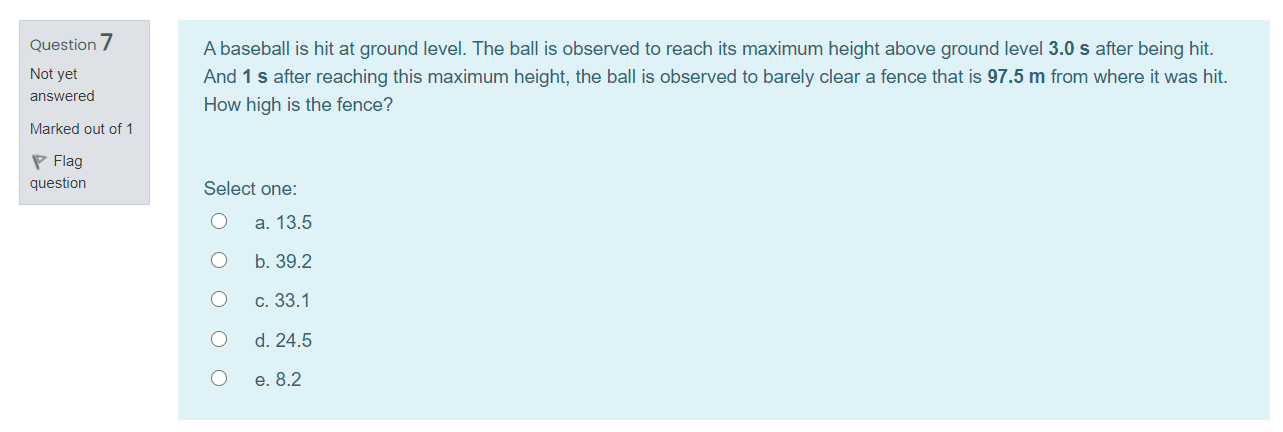 Question 7
Not yet
answered
Marked out of 1
Flag
question
A baseball is hit at ground level. The ball is observed to reach its maximum height above ground level 3.0 s after being hit.
And 1 s after reaching this maximum height, the ball is observed to barely clear a fence that is 97.5 m from where it was hit.
How high is the fence?
Select one:
a. 13.5
b. 39.2
c. 33.1
d. 24.5
e. 8.2